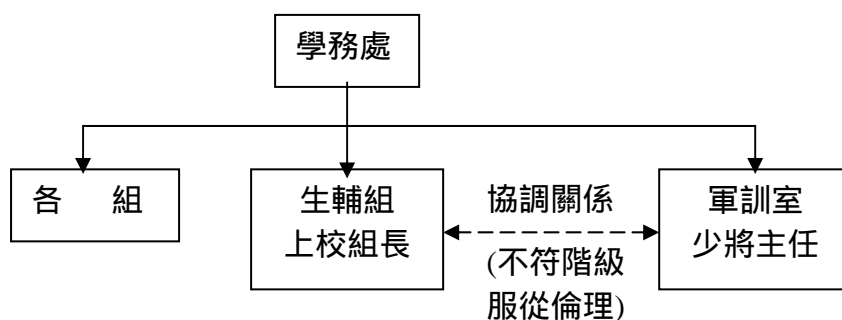 學務處
各 組
生輔組
上校組長
協調關係
(不符階級
服從倫理)
軍訓室
少將主任